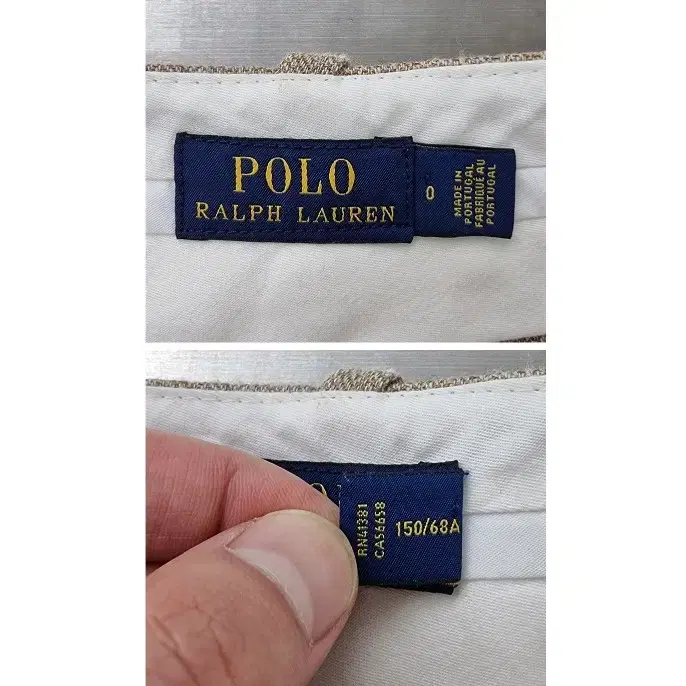 POLO
RALPH LAUREN
0
MADE IN
PORTUGAL
FABRIQUÉ AU
PORTUGAL
RN41381
CA56658
150/68A